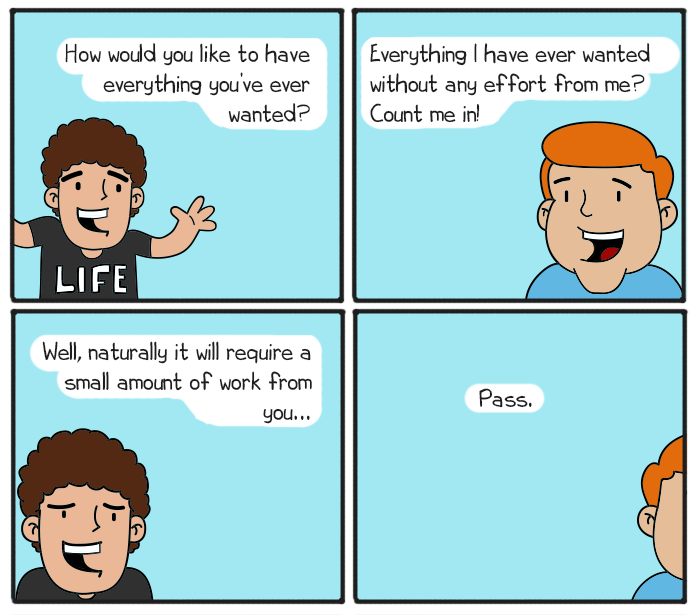 How would you like to have
everything you've ever
wanted?
LIFE
Everything I have ever wanted
without any effort from me?
Count me in!
Well, naturally it will require a
small amount of work from
you...
Pass.